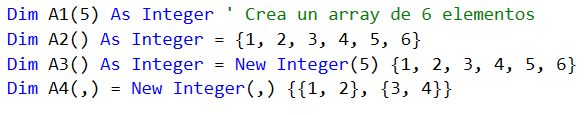 Dim A1(5) As Integer ' Crea un array de 6 elementos
Dim A2() As Integer = {1, 2, 3, 4, 5, 6}
Dim A3() As Integer = New Integer(5) {1, 2, 3, 4, 5, 6}
Dim A4(,) = New Integer(,) {{1, 2}, {3, 4}}